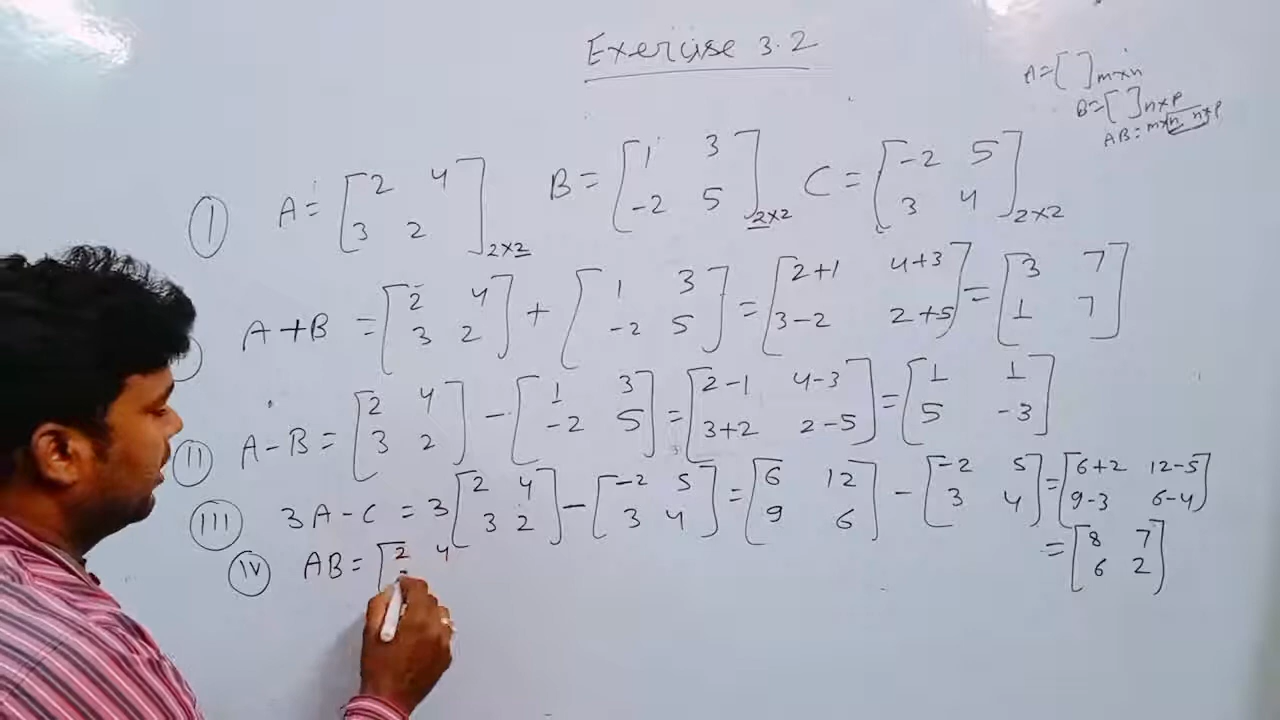 Exercise 3.2
A=[ ]m×n
B=[ ]n×p
AB=m×n n×p
I A=[2 4
3 2]2×2 B=[1 3
-2 5]2×2 C=[-2 5
3 4]2×2
A+B =[2 4
3 2] + [1 3
-2 5] =[2+1 4+3
3-2 2+5] =[3 7
1 7]
II A-B=[2 4
3 2] -[1 3
-2 5] =[2-1 4-3
3+2 2-5] =[1 1
5 -3]
III 3A-C =3[2 4
3 2] -[-2 5
3 4] =[6 12
9 6] -[-2 5
3 4] =[6+2 12-5
9-3 6-4]
=[8 7
6 2]
IV AB=[2 4